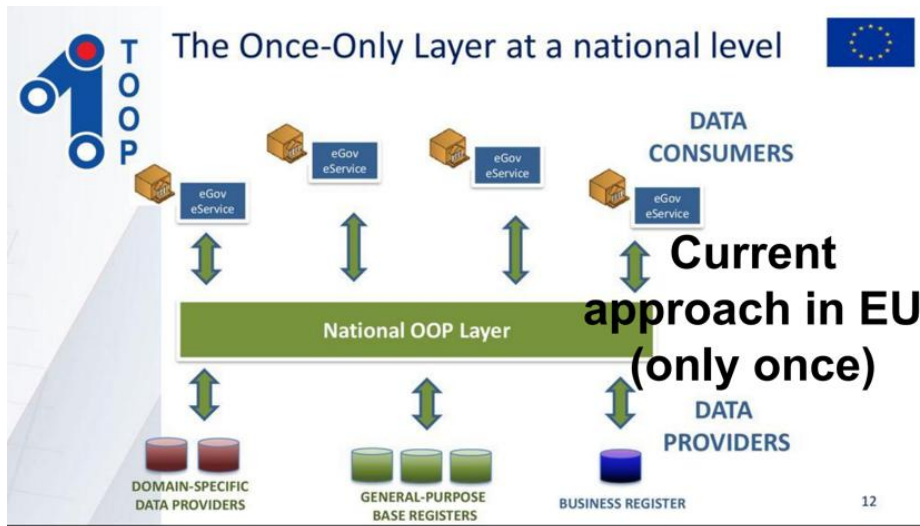 TOOP
The Once-Only Layer at a national level
DATA
CONSUMERS
eGov
eService
eGov
eService
eGov
eService
eGov
eService
Current
approach in EU
(only once)
National OOP Layer
DATA
PROVIDERS
DOMAIN-SPECIFIC
DATA PROVIDERS
GENERAL-PURPOSE
BASE REGISTERS
BUSINESS REGISTER
12